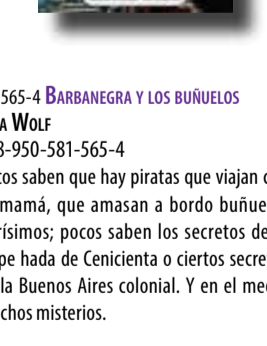 565-4 BARBANEGRA Y LOS BUÑUELOS
A WOLF
8-950-581-565-4
cos saben que hay piratas que viajan c
mamá, que amasan a bordo buñue
rísimos; pocos saben los secretos de
pe hada de Cenicienta o ciertos secre
la Buenos Aires colonial. Y en el me
chos misterios.